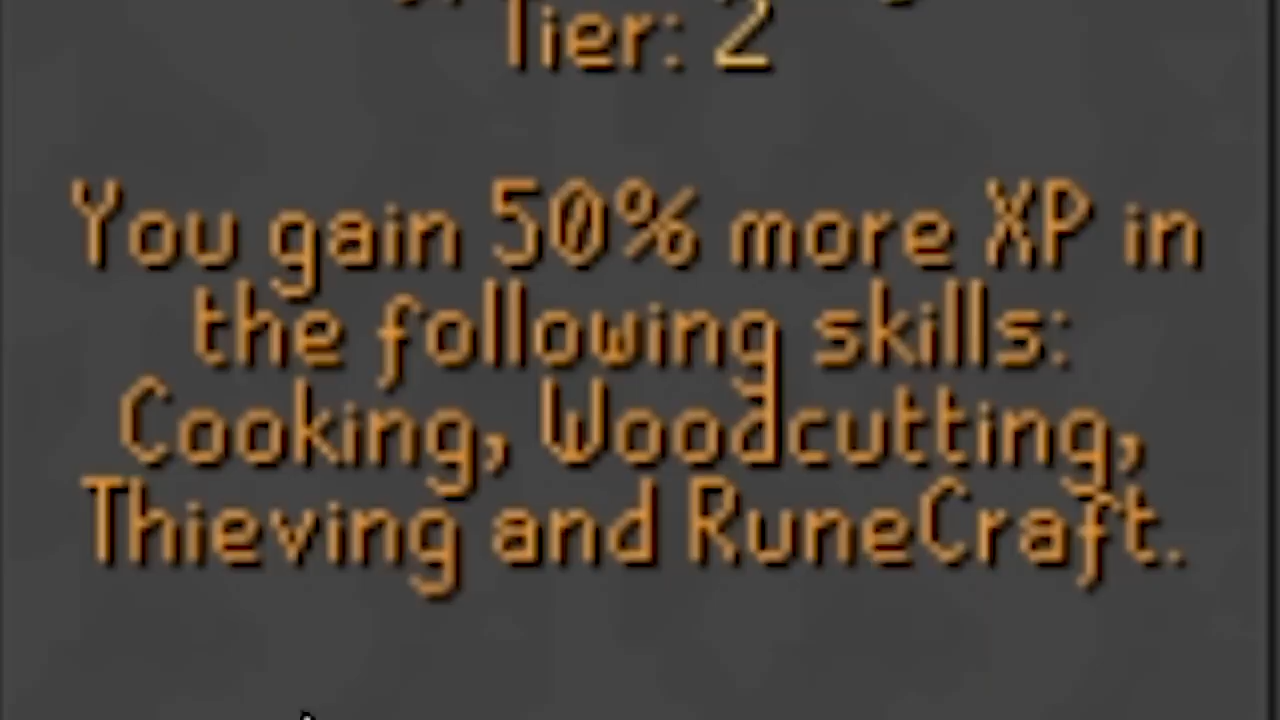 Tier: 2
You gain 50% more XP in
the following skills:
Cooking, Woodcutting,
Thieving and RuneCraft.